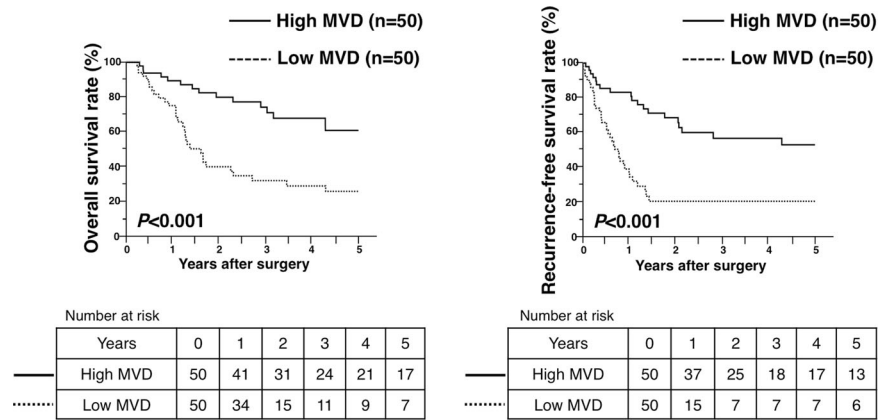 High MVD (n=50)
Low MVD (n=50)
Overall survival rate (%)
100
80
60
40
20
0
P<0.001
0 1 2 3 4 5
Years after surgery
Number at risk
Years 0 1 2 3 4 5
High MVD 50 41 31 24 21 17
Low MVD 50 34 15 11 9 7
High MVD (n=50)
Low MVD (n=50)
Recurrence-free survival rate (%)
100
80
60
40
20
0
P<0.001
0 1 2 3 4 5
Years after surgery
Number at risk
Years 0 1 2 3 4 5
High MVD 50 37 25 18 17 13
Low MVD 50 15 7 7 7 6